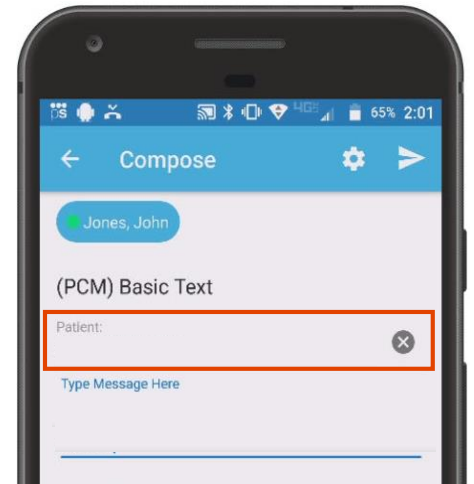 65% 2:01
Compose
Jones, John
(PCM) Basic Text
Patient:
Type Message Here